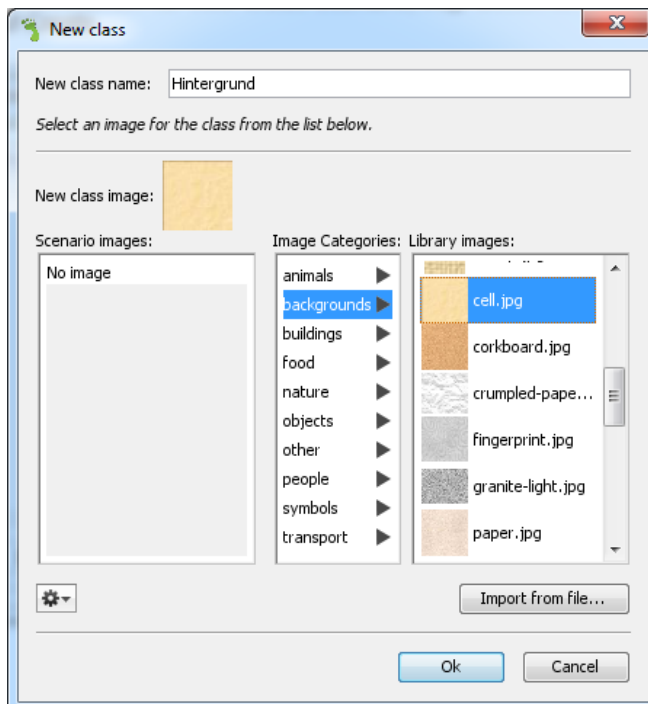 New class
New class name: Hintergrund
Select an image for the class from the list below.
New class image:
Scenario images:
Image Categories:
Library images:
No image
animals
backgrounds
buildings
food
nature
objects
other
people
symbols
transport
cell.jpg
corkboard.jpg
crumpled-pape...
fingerprint.jpg
granite-light.jpg
paper.jpg
Import from file...
Ok
Cancel